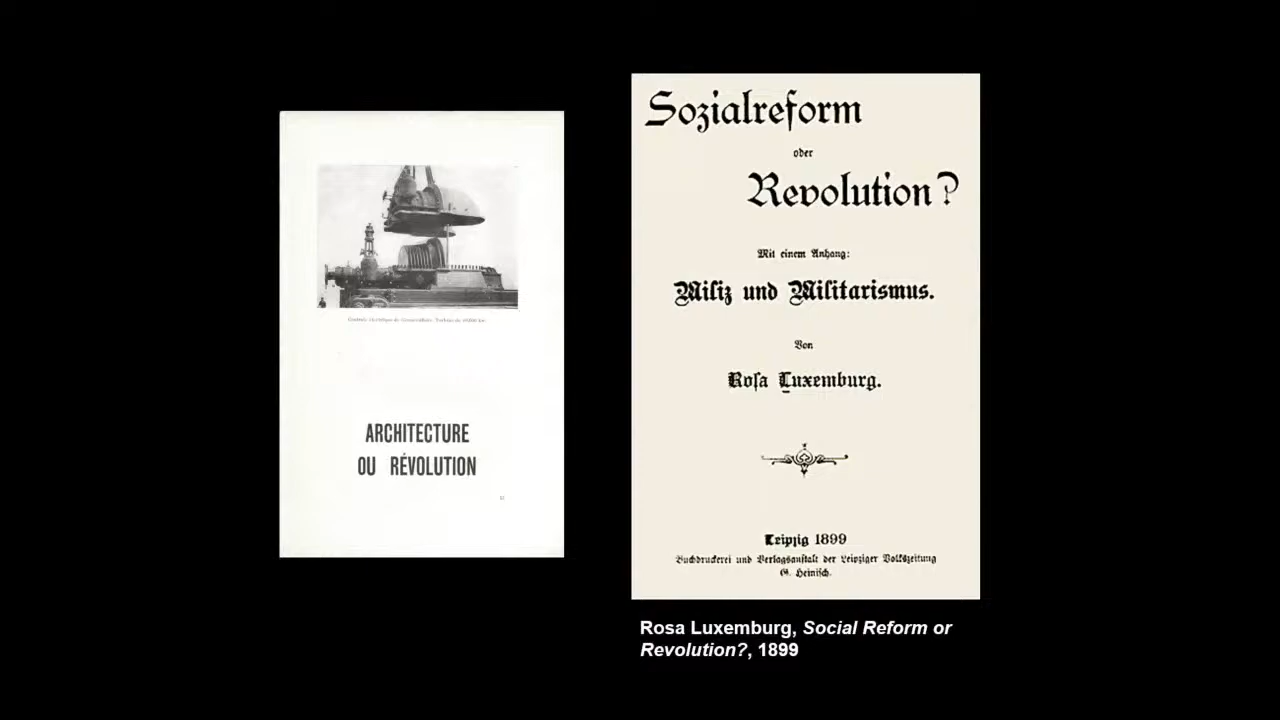 ARCHITECTURE
OU RÉVOLUTION
Sozialreform
oder
Revolution?
Mit einem Anhang:
Miliz und Militarismus.
Von
Rosa Luxemburg.
Leipzig 1899
Buchdruckerei und Verlagsanstalt der Leipziger Volkszeitung
G. Heinisch.
Rosa Luxemburg, Social Reform or
Revolution?, 1899